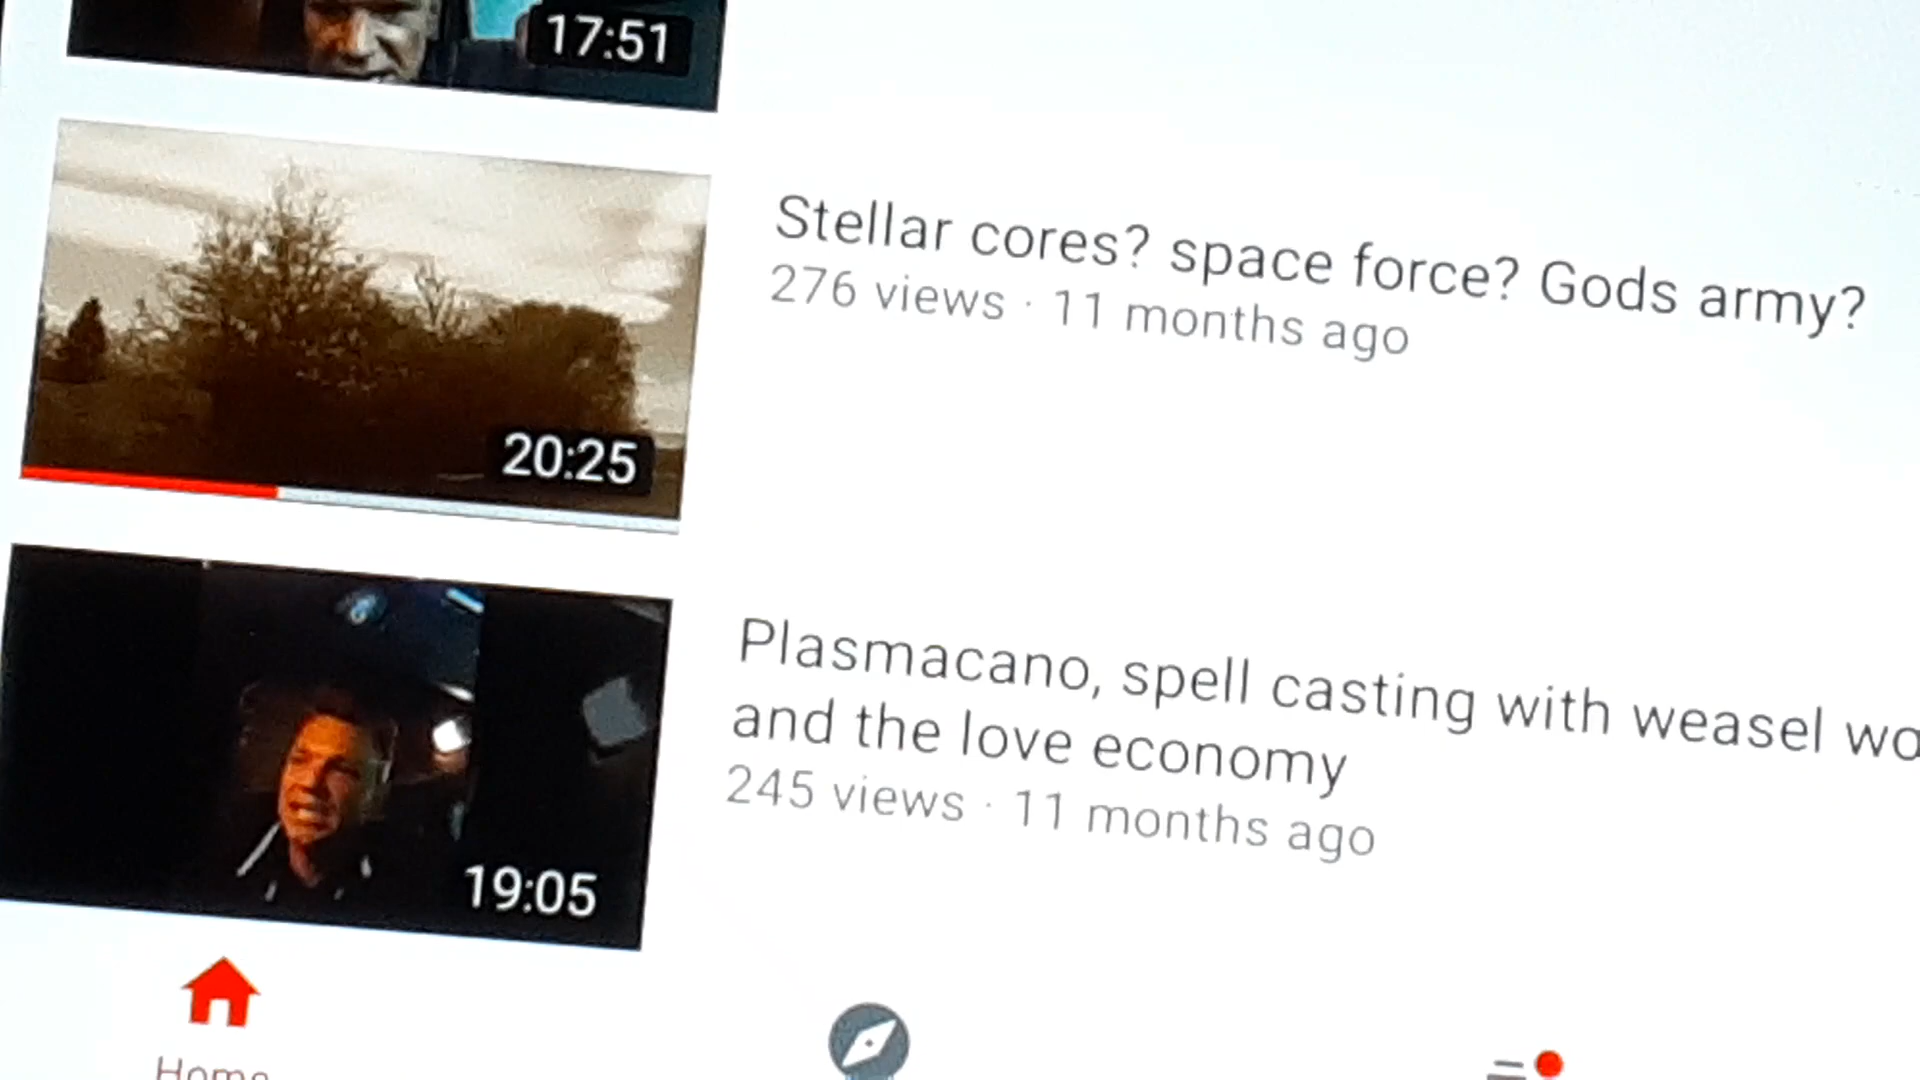 17:51
Stellar cores? space force? Gods army?
276 views · 11 months ago
20:25
Plasmacano, spell casting with weasel
and the love economy
245 views · 11 months ago
19:05
Home